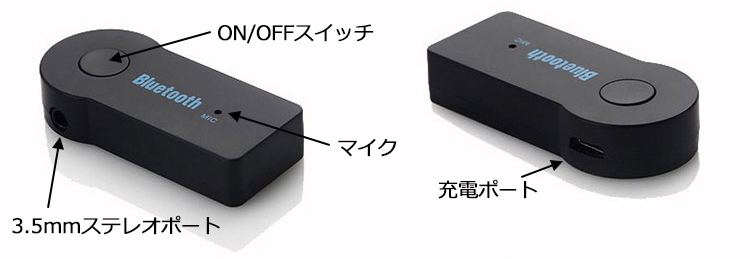 ON/OFFスイッチ
Bluetooth
MIC
マイク
3.5mmステレオポート
MIC
Bluetooth
充電ポート